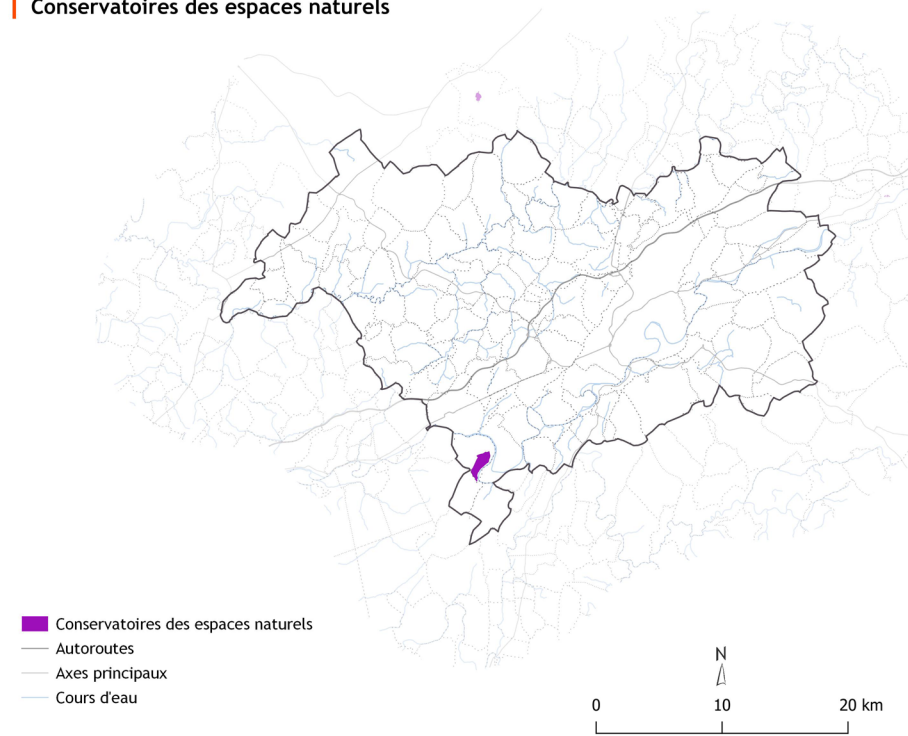 Conservatoires des espaces naturels
Conservatoires des espaces naturels
Autoroutes
Axes principaux
Cours d'eau
N
0 10 20 km